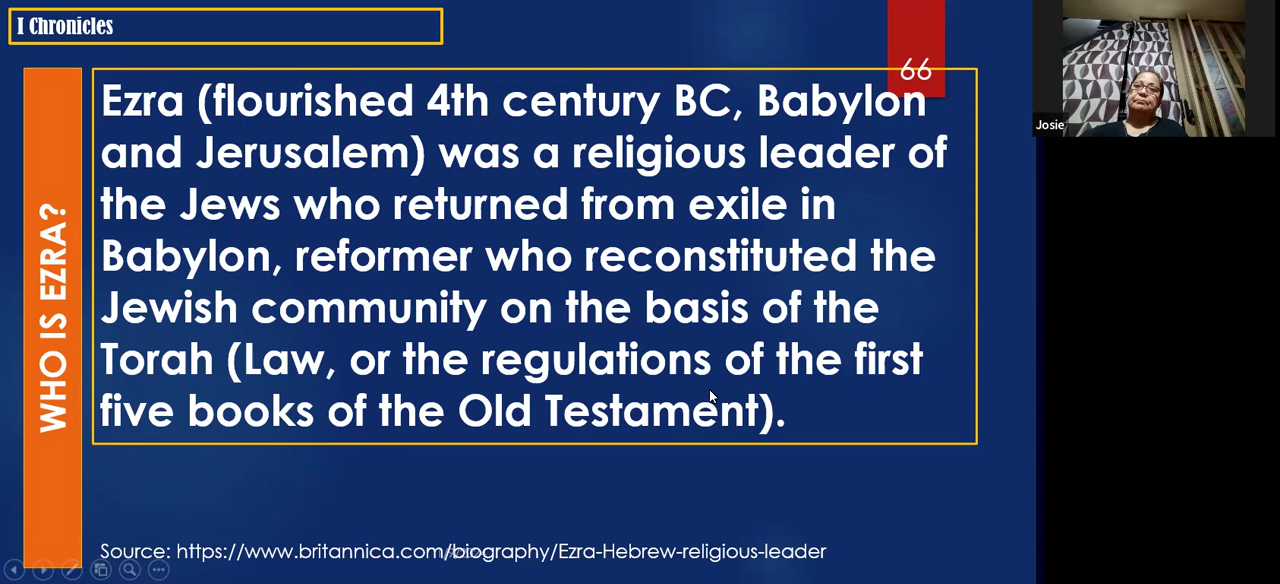 I Chronicles
66
WHO IS EZRA?
Ezra (flourished 4th century BC, Babylon
and Jerusalem) was a religious leader of
the Jews who returned from exile in
Babylon, reformer who reconstituted the
Jewish community on the basis of the
Torah (Law, or the regulations of the first
five books of the Old Testament).
Source: https://www.britannica.com/biography/Ezra-Hebrew-religious-leader
Josie